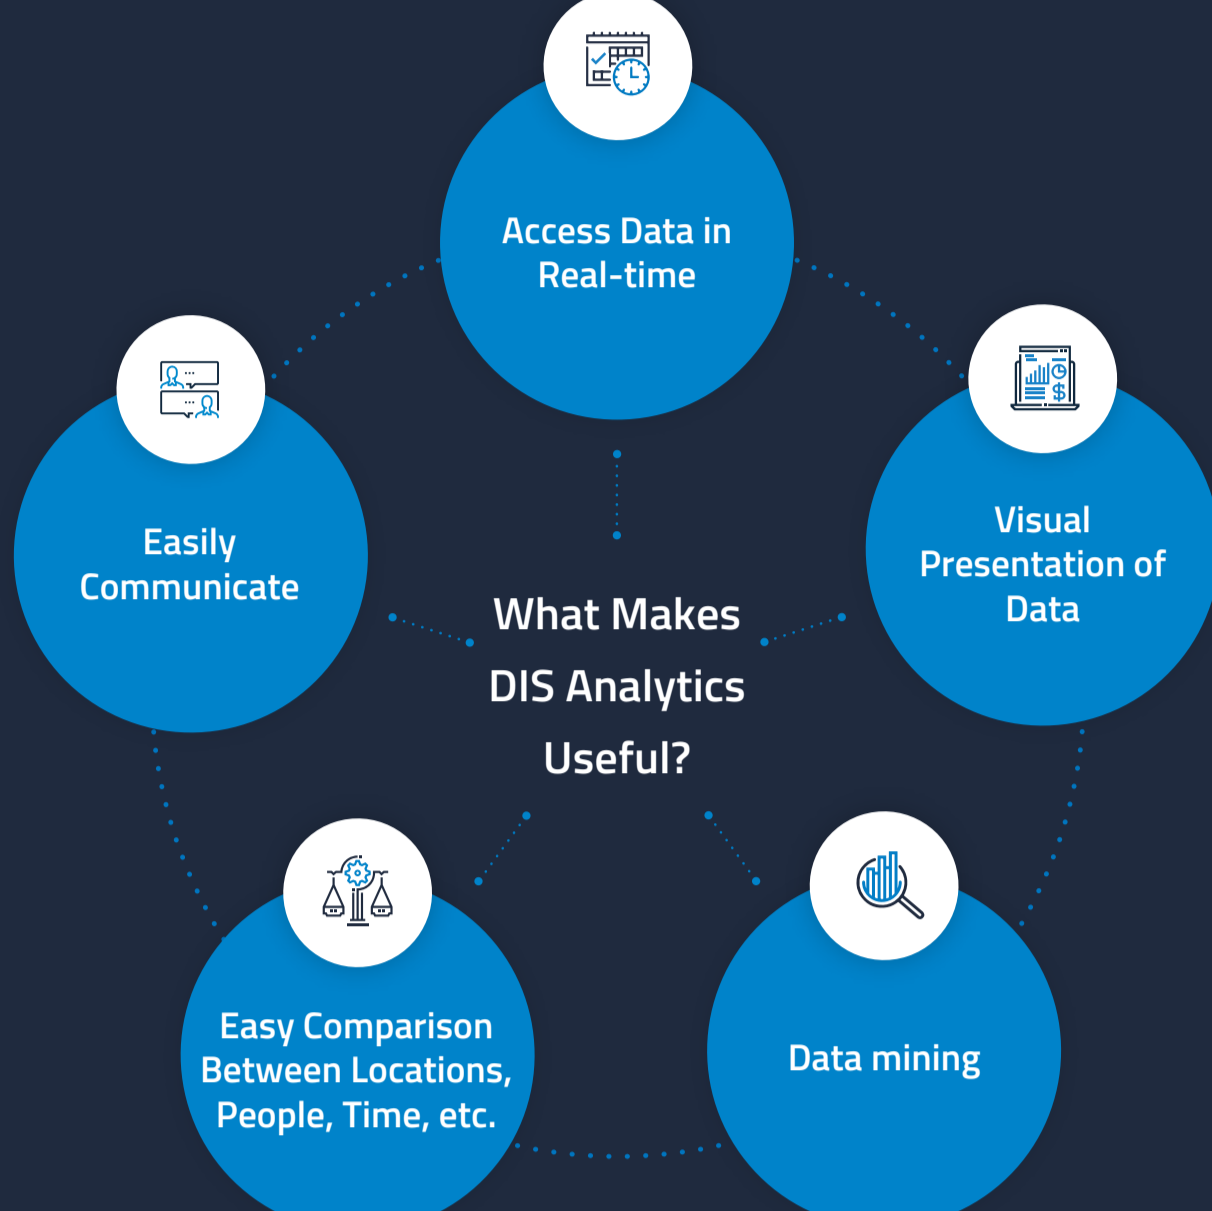 Access Data in
Real-time
Easily
Communicate
Visual
Presentation of
Data
What Makes
DIS Analytics
Useful?
Easy Comparison
Between Locations,
People, Time, etc.
Data mining